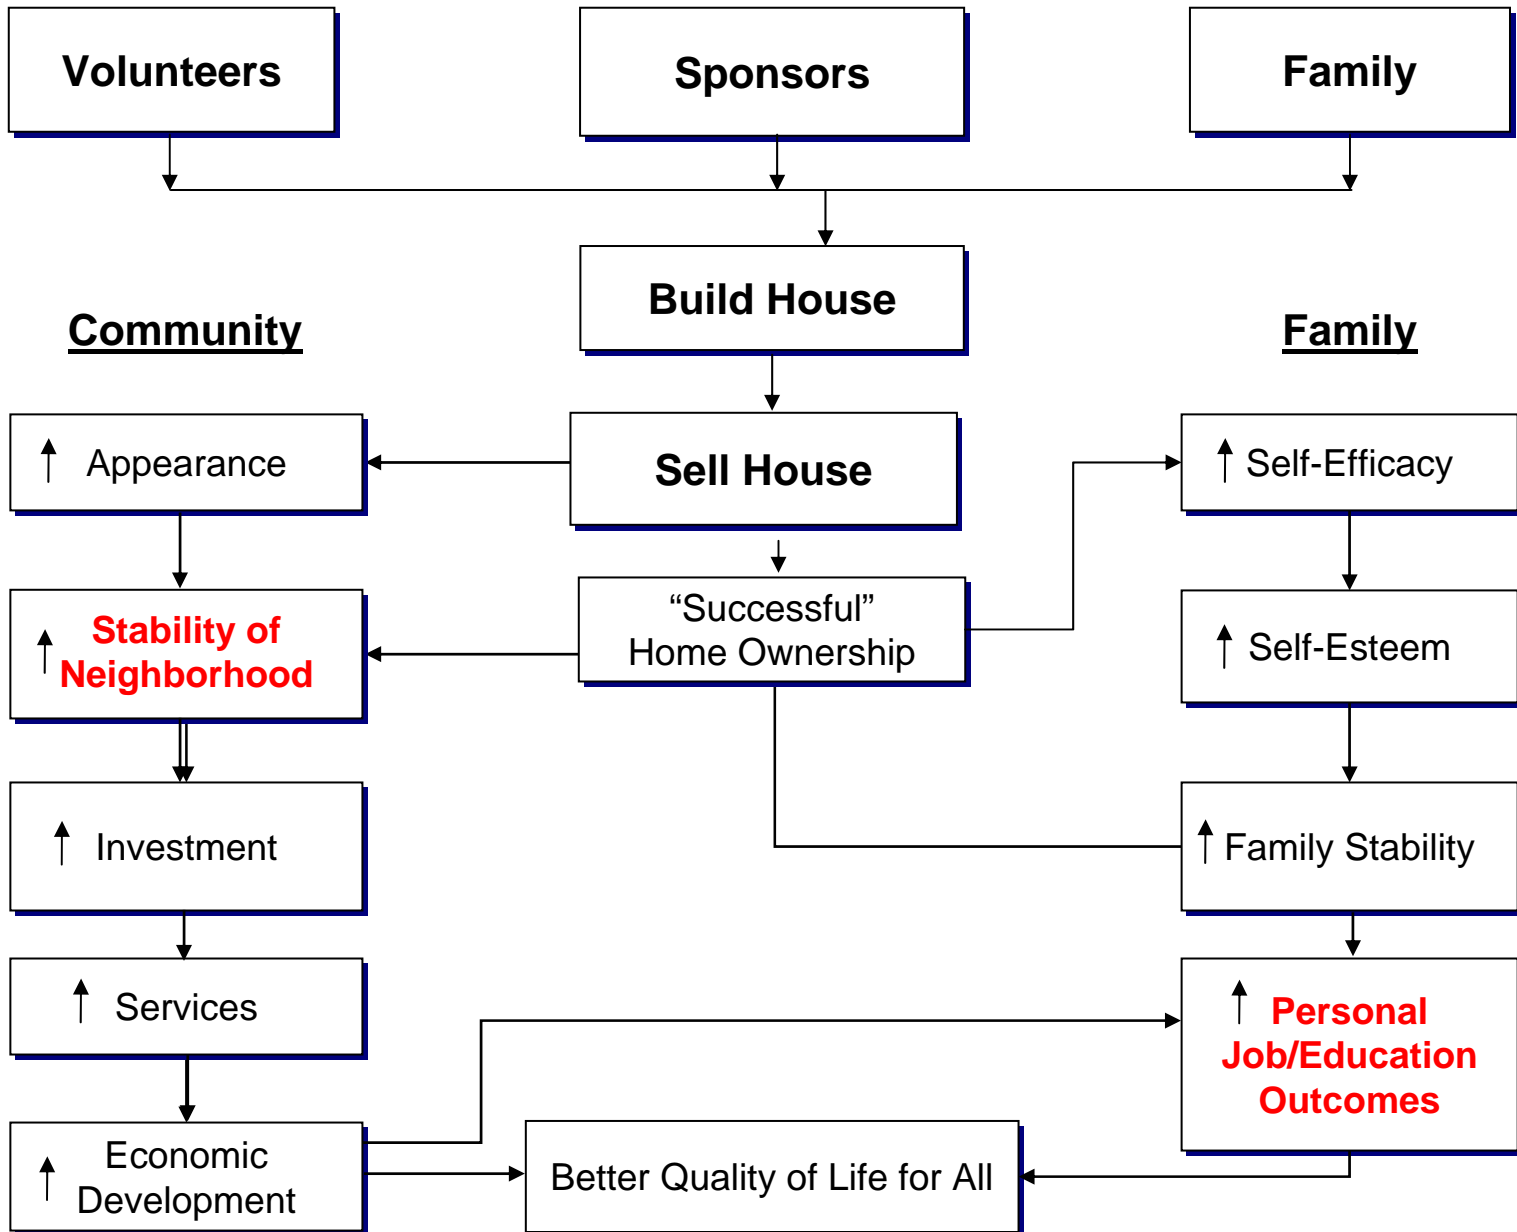 Volunteers
Sponsors
Family
Build House
Community
Family
Appearance
Sell House
Self-Efficacy
Stability of
Neighborhood
“Successful”
Home Ownership
Self-Esteem
Investment
Family Stability
Services
Personal
Job/Education
Outcomes
Economic
Development
Better Quality of Life for All